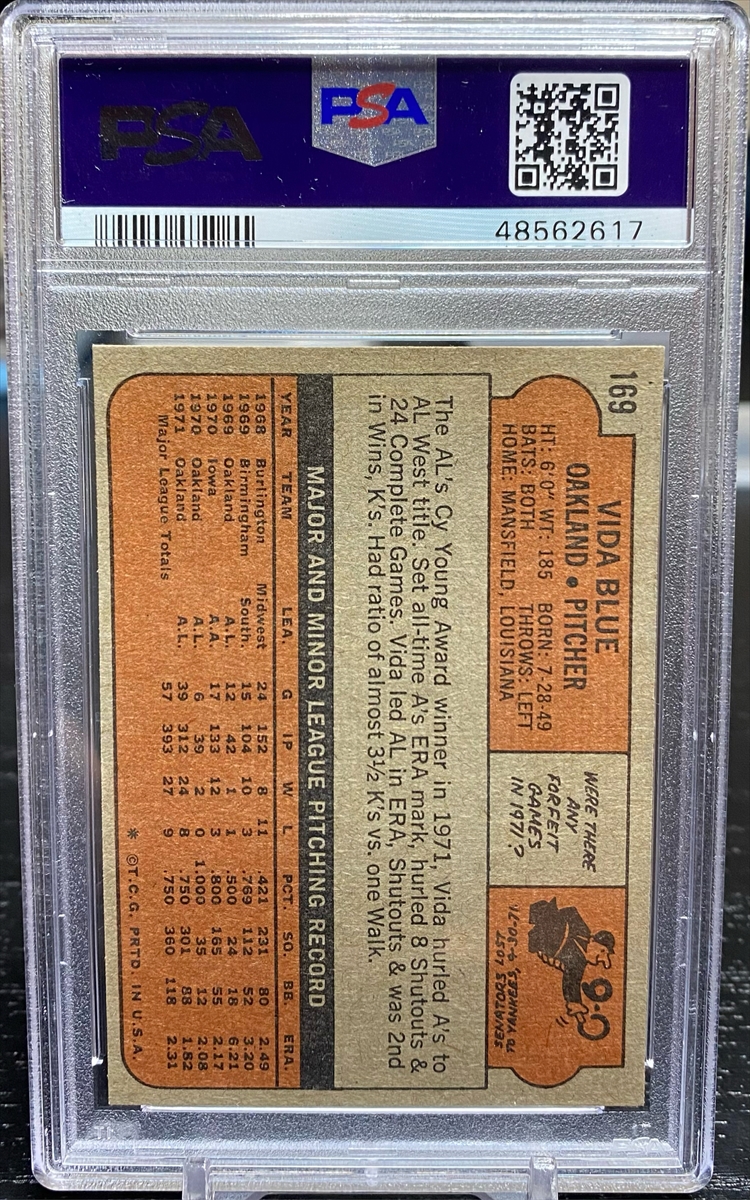 PSA
PSA
48562617
169
VIDA BLUE
OAKLAND • PITCHER
HT: 6'0" WT: 185 BORN: 7-28-49
BATS: BOTH THROWS: LEFT
HOME: MANSFIELD, LOUISIANA
WERE THERE
ANY
FORFEIT
GAMES
IN 1971?
9-0
SENATORS LOST
TO YANKEES, 9-30-71
The AL's Cy Young Award winner in 1971, Vida hurled A's to
AL West title. Set all-time A's ERA mark, hurled 8 Shutouts &
24 Complete Games. Vida led AL in ERA, Shutouts & was 2nd
in Wins, K's. Had ratio of almost 3½ K's vs. one Walk.
MAJOR AND MINOR LEAGUE PITCHING RECORD
YEAR TEAM LEA. G IP W L PCT. SO. BB. ERA.
1968 Burlington Midwest 24 152 8 11 .421 231 80 2.49
1969 Birmingham South. 15 104 10 3 .769 112 52 3.20
1969 Oakland A.L. 12 42 1 1 .500 24 18 6.21
1970 Iowa A.A. 17 133 12 3 .800 165 55 2.17
1970 Oakland A.L. 6 39 2 0 1.000 35 12 2.08
1971 Oakland A.L. 39 312 24 8 .750 301 88 1.82
Major League Totals 57 393 27 9 .750 360 118 2.31
* ©T.C.G. PRTD. IN U.S.A.